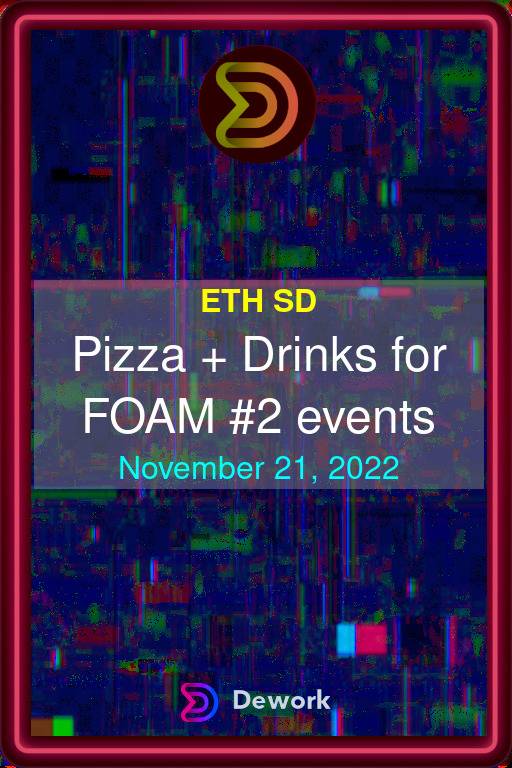 ETH SD
Pizza + Drinks for
FOAM #2 events
November 21, 2022
Dework